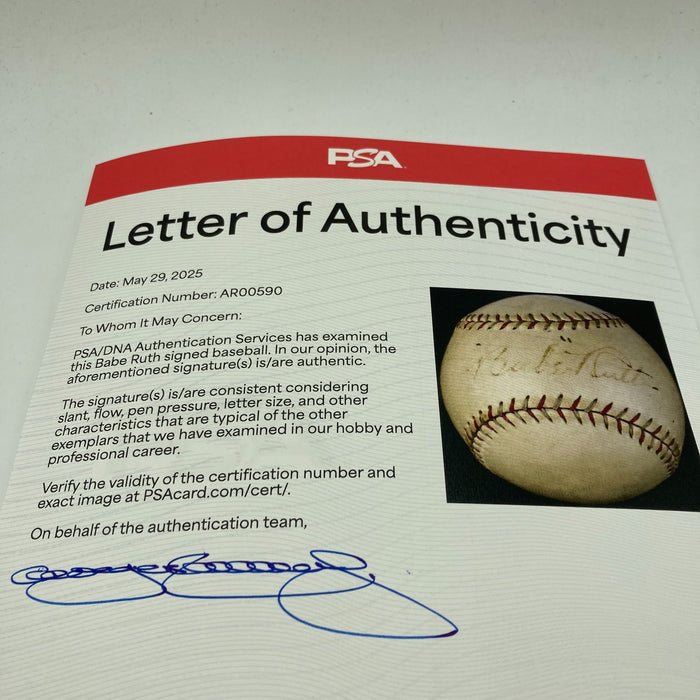 PSA
Letter of Authenticity
Date: May 29, 2025
Certification Number: AR00590
To Whom It May Concern:
PSA/DNA Authentication Services has examined
this Babe Ruth signed baseball. In our opinion, the
aforementioned signature(s) is/are authentic.
The signature(s) is/are consistent considering
slant, flow, pen pressure, letter size, and other
characteristics that are typical of the other
exemplars that we have examined in our hobby and
professional career.
Verify the validity of the certification number and
exact image at PSAcard.com/cert/.
On behalf of the authentication team,
"Babe" Ruth